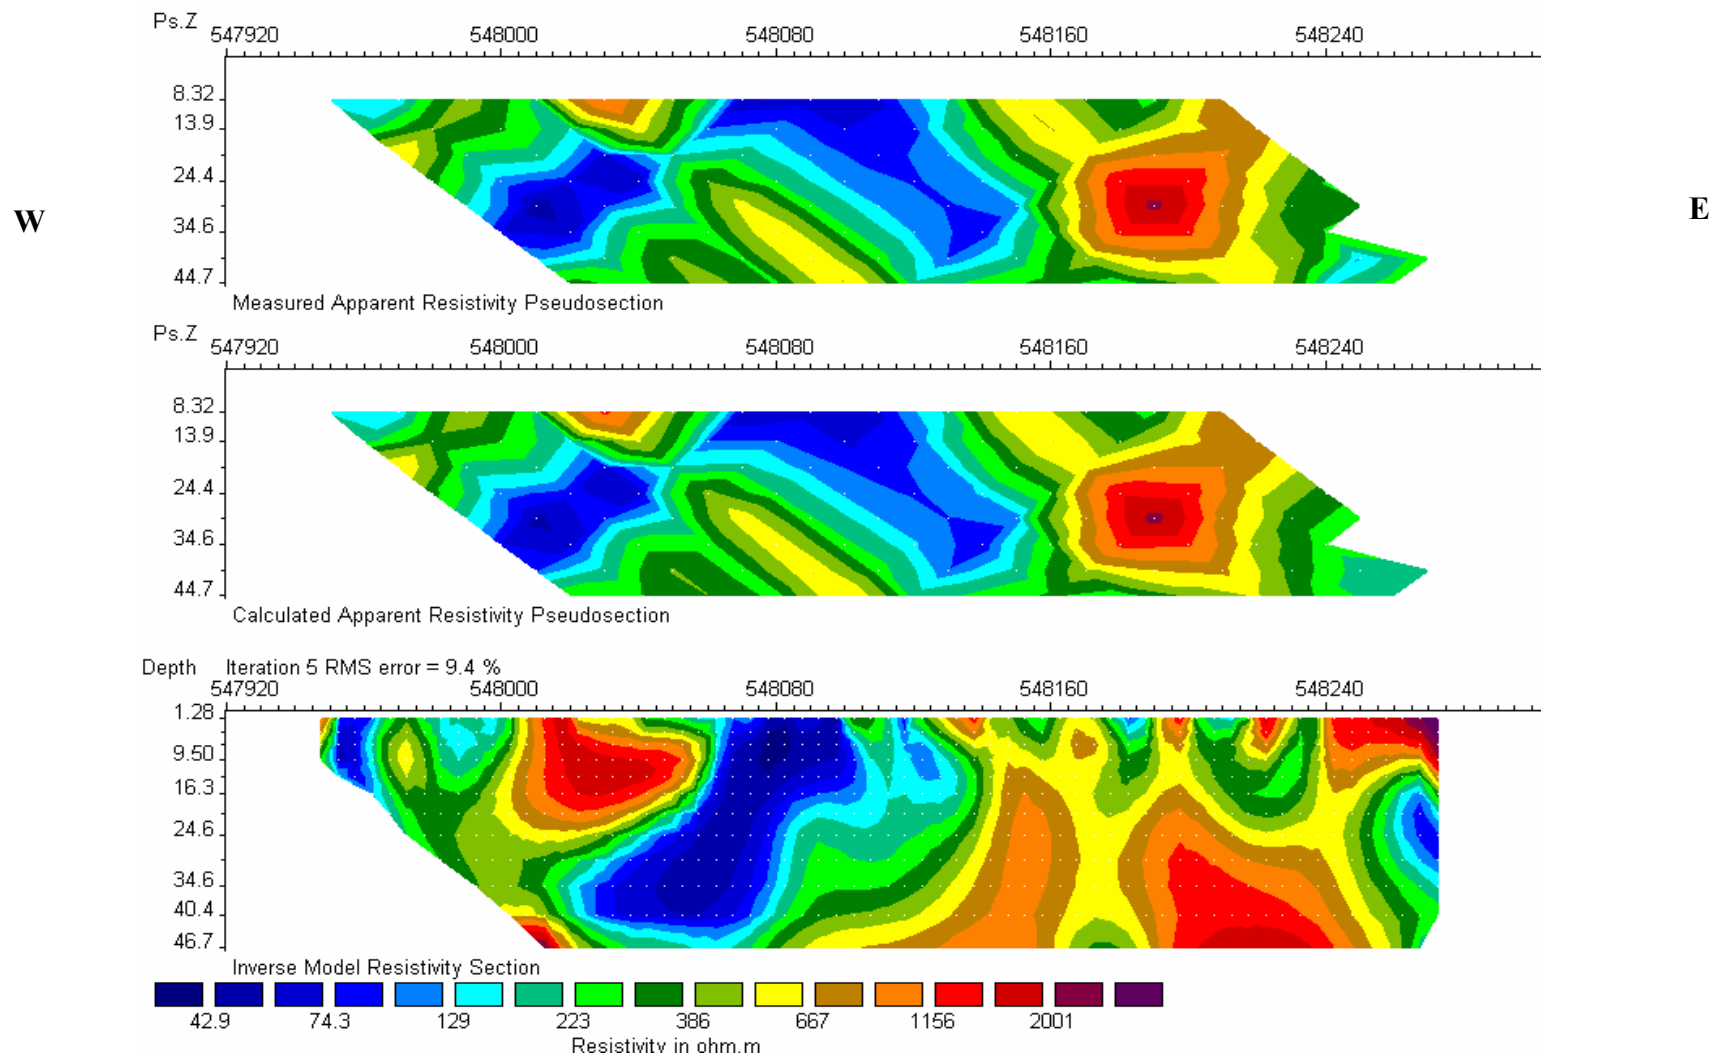 Ps.Z
547920 548000 548080 548160 548240
8.32
13.9
24.4
W E
34.6
44.7
Measured Apparent Resistivity Pseudosection
Ps.Z
547920 548000 548080 548160 548240
8.32
13.9
24.4
34.6
44.7
Calculated Apparent Resistivity Pseudosection
Depth Iteration 5 RMS error = 9.4 %
547920 548000 548080 548160 548240
1.28
9.50
16.3
24.6
34.6
40.4
46.7
Inverse Model Resistivity Section
42.9 74.3 129 223 386 667 1156 2001
Resistivity in ohm.m